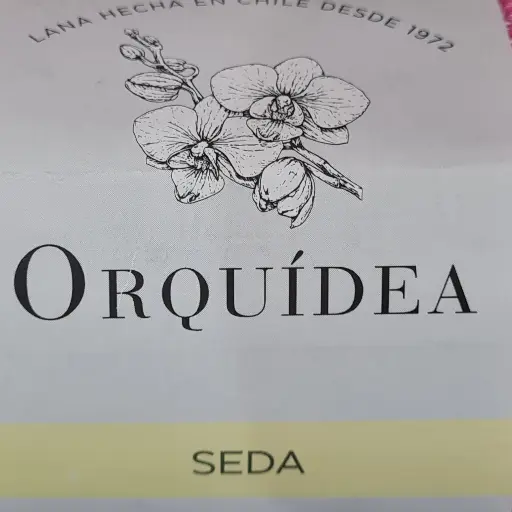 LANA HECHA EN CHILE DESDE 1972
ORQUÍDEA
SEDA